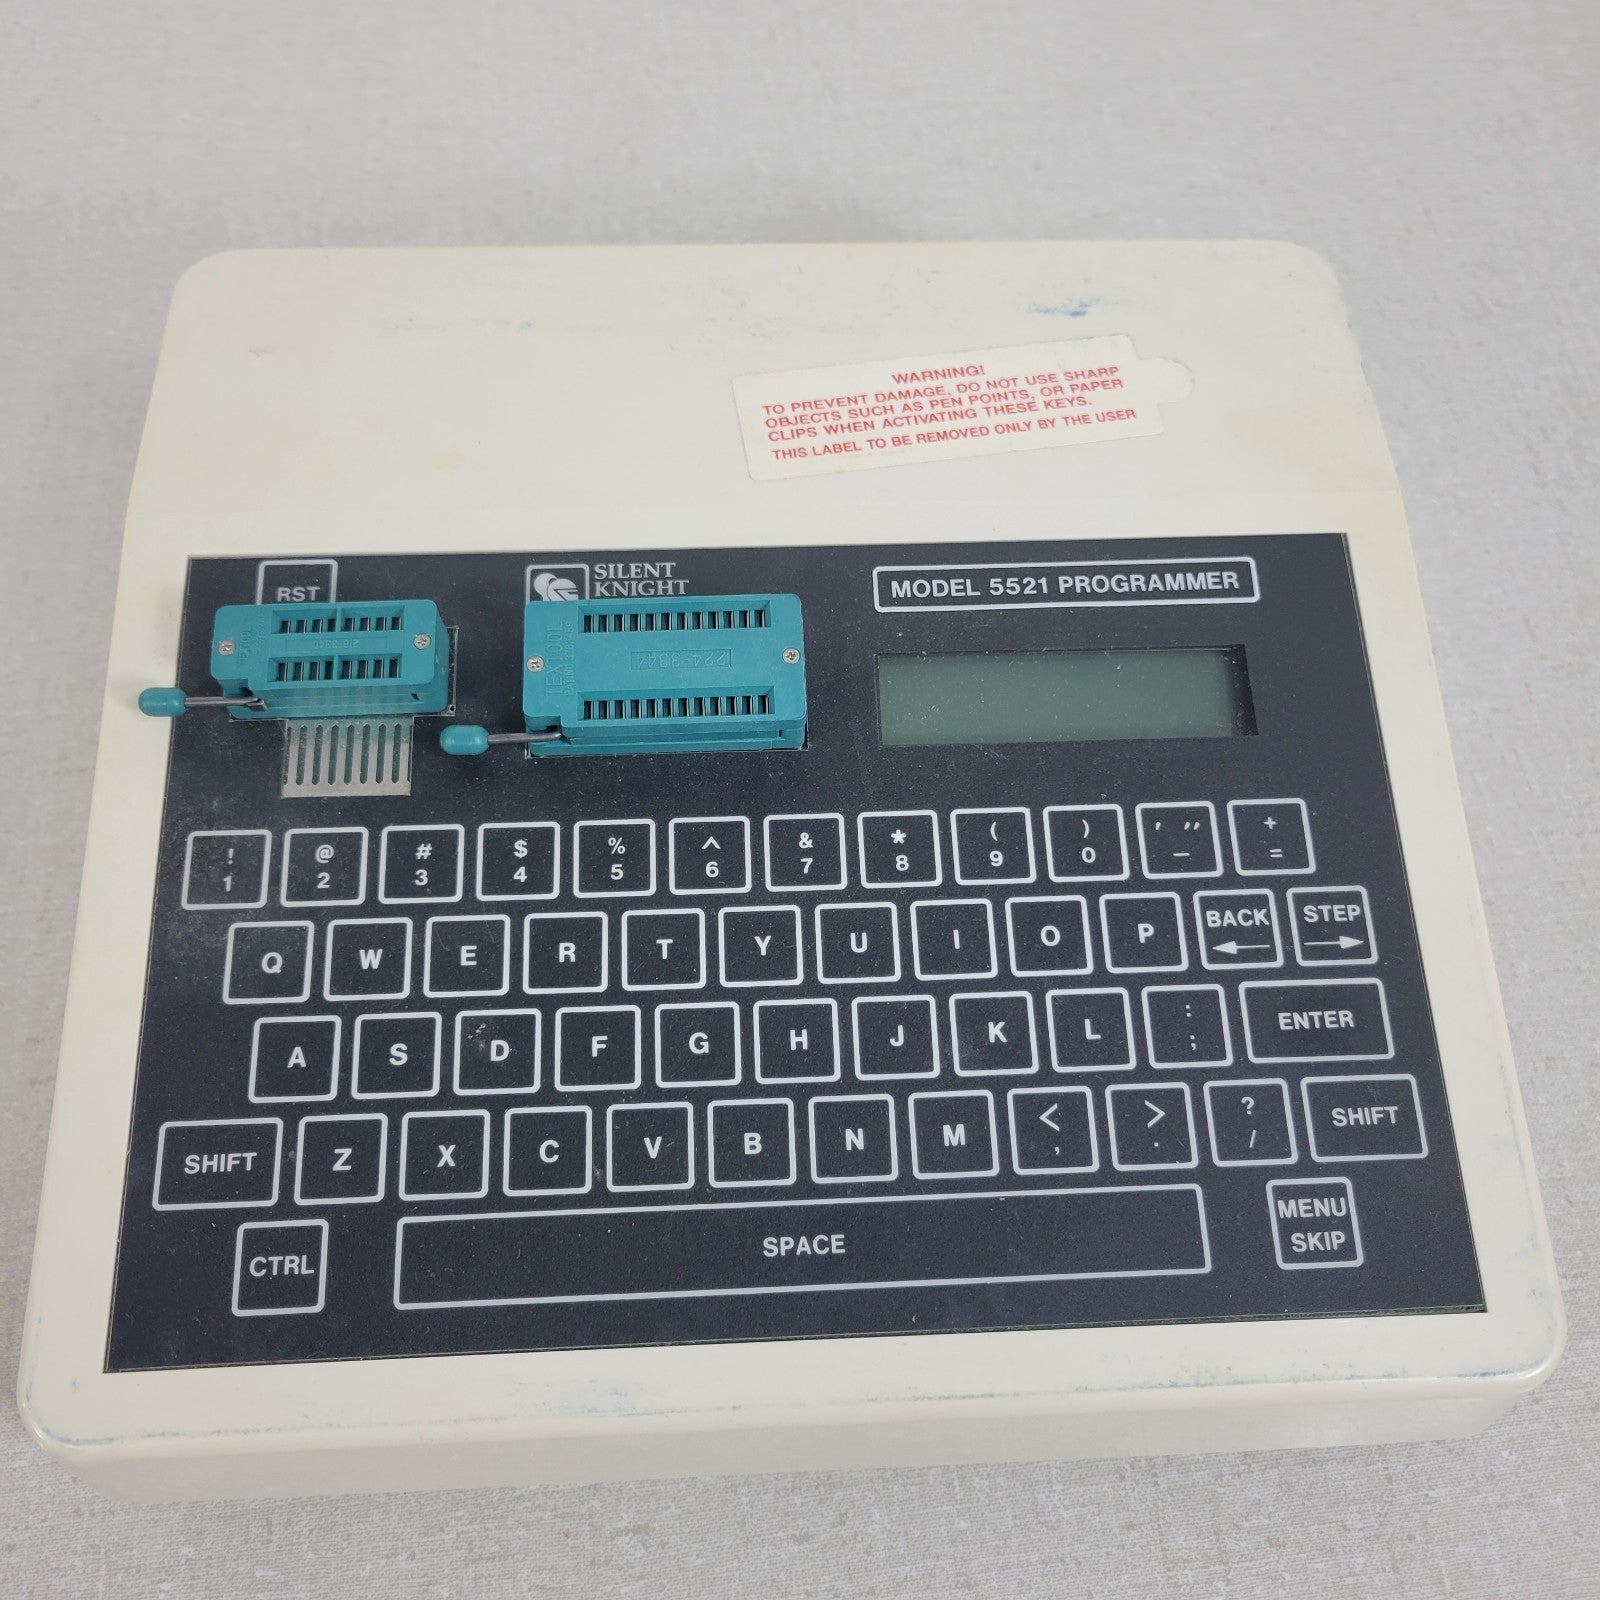 WARNING!
TO PREVENT DAMAGE, DO NOT USE SHARP
OBJECTS SUCH AS PEN POINTS, OR PAPER
CLIPS WHEN ACTIVATING THESE KEYS.
THIS LABEL TO BE REMOVED ONLY BY THE USER
RST
SILENT
KNIGHT
MODEL 5521 PROGRAMMER
TEXTOOL
224-3344
! @ # $ % ^ & * ( ) ' " +
1 2 3 4 5 6 7 8 9 0 – =
Q W E R T Y U I O P BACK STEP
A S D F G H J K L : ; ENTER
SHIFT Z X C V B N M < , > . ? / SHIFT
CTRL SPACE MENU
SKIP